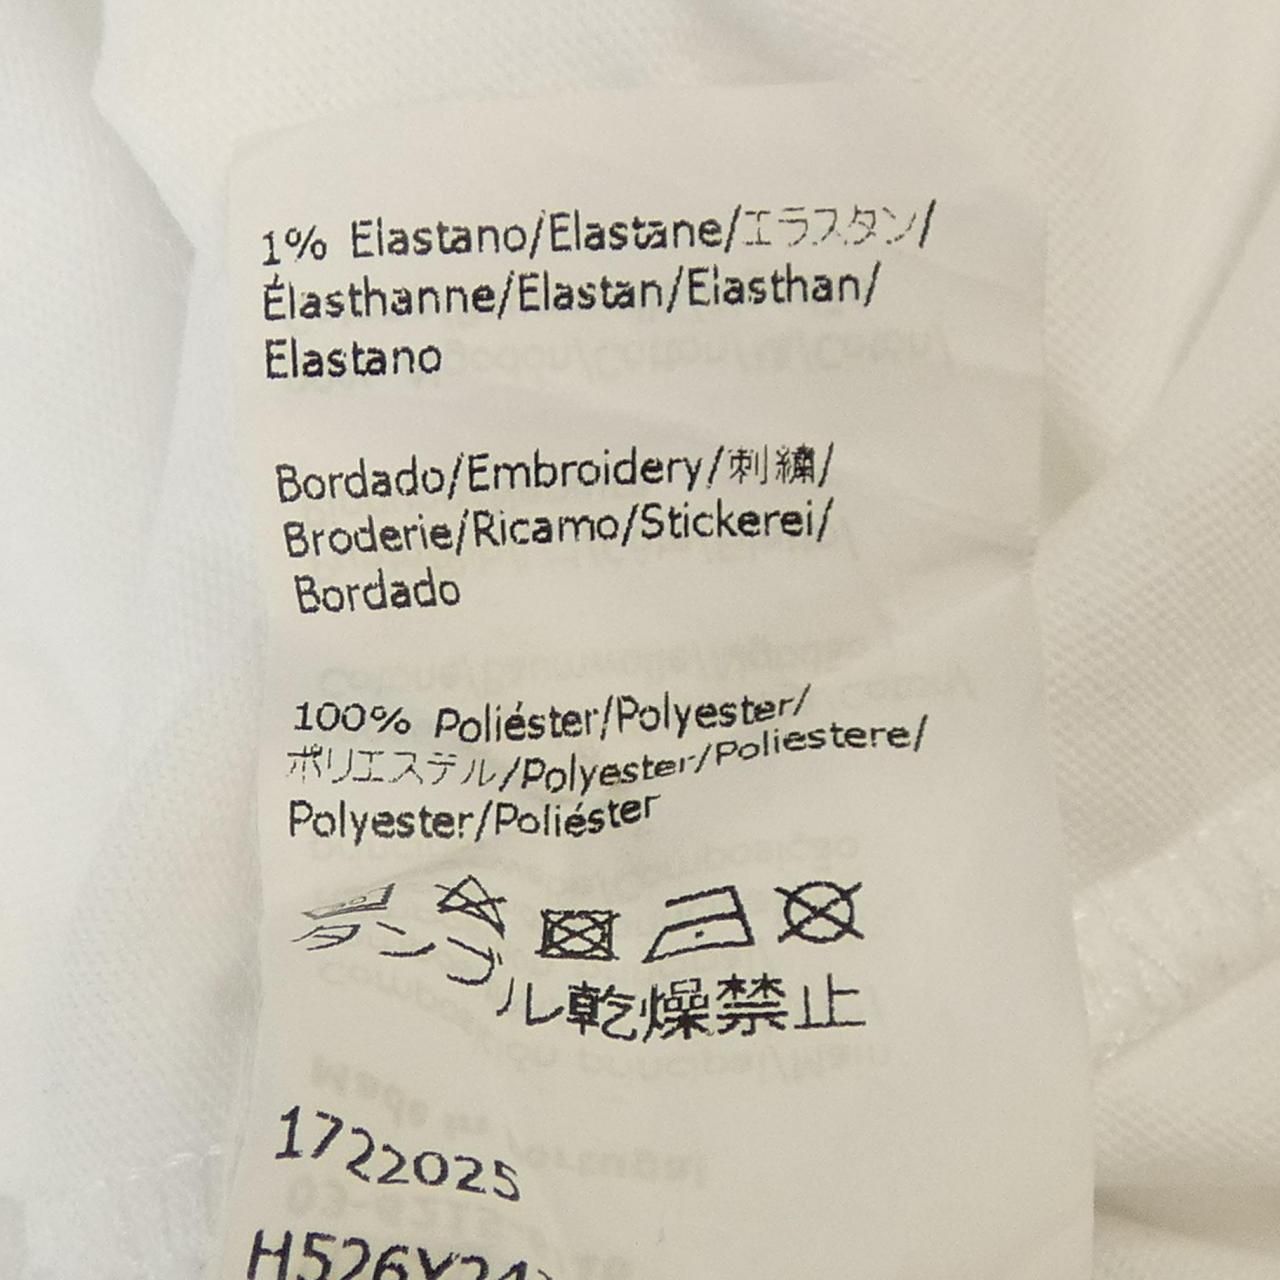 1% Elastano/Elastane/エラスタン/
Élasthanne/Elastan/Elasthan/
Elastano
Bordado/Embroidery/刺繍/
Broderie/Ricamo/Stickerei/
Bordado
100% Poliéster/Polyester/
ポリエステル/Polyester/Poliestere/
Polyester/Poliéster
タンブル乾燥禁止
1722025